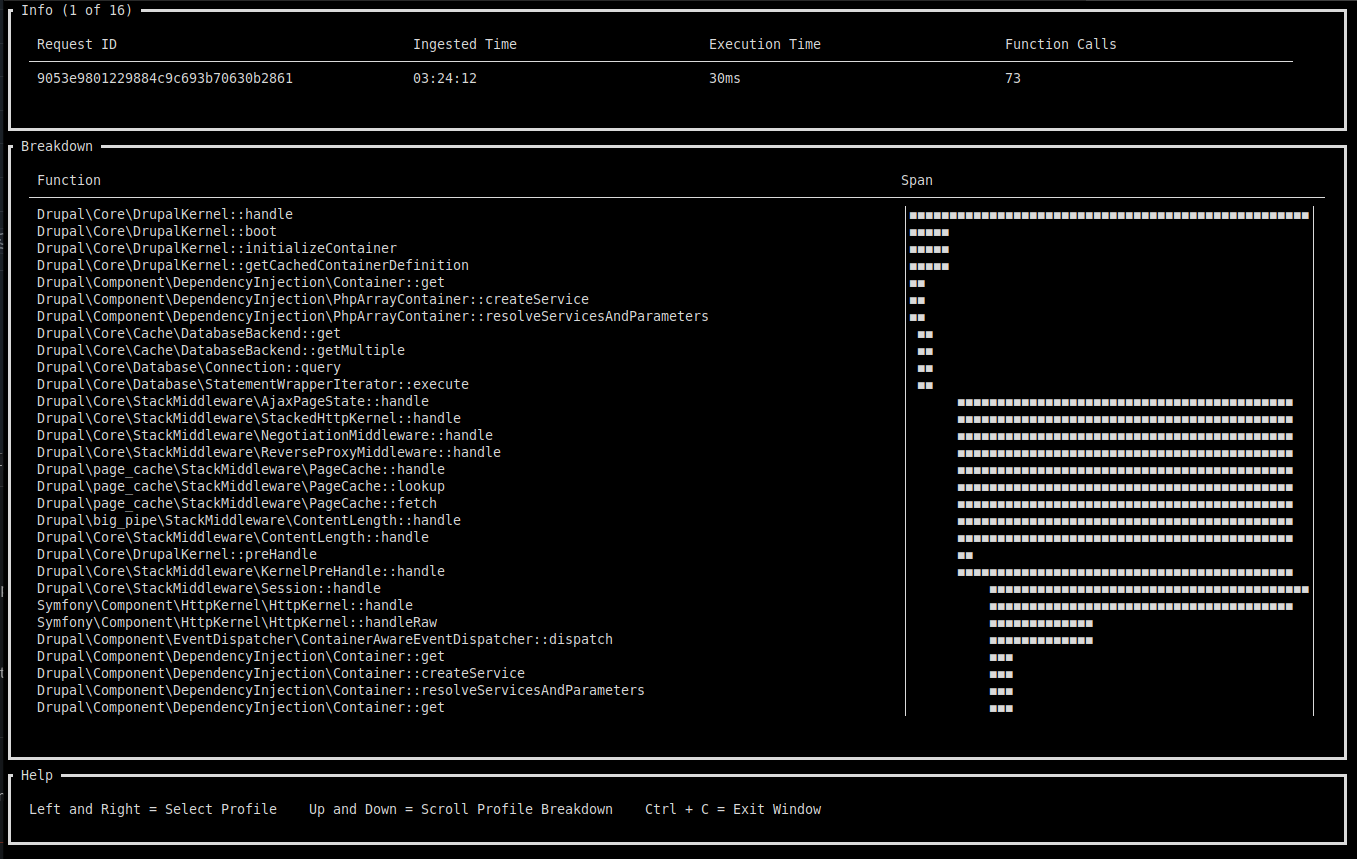 Info (1 of 16)
Request ID Ingested Time Execution Time Function Calls
9053e9801229884c9c693b70630b2861 03:24:12 30ms 73
Breakdown
Function Span
Drupal\Core\DrupalKernel::handle
Drupal\Core\DrupalKernel::boot
Drupal\Core\DrupalKernel::initializeContainer
Drupal\Core\DrupalKernel::getCachedContainerDefinition
Drupal\Component\DependencyInjection\Container::get
Drupal\Component\DependencyInjection\PhpArrayContainer::createService
Drupal\Component\DependencyInjection\PhpArrayContainer::resolveServicesAndParameters
Drupal\Core\Cache\DatabaseBackend::get
Drupal\Core\Cache\DatabaseBackend::getMultiple
Drupal\Core\Database\Connection::query
Drupal\Core\Database\StatementWrapperIterator::execute
Drupal\Core\StackMiddleware\AjaxPageState::handle
Drupal\Core\StackMiddleware\StackedHttpKernel::handle
Drupal\Core\StackMiddleware\NegotiationMiddleware::handle
Drupal\Core\StackMiddleware\ReverseProxyMiddleware::handle
Drupal\page_cache\StackMiddleware\PageCache::handle
Drupal\page_cache\StackMiddleware\PageCache::lookup
Drupal\page_cache\StackMiddleware\PageCache::fetch
Drupal\big_pipe\StackMiddleware\ContentLength::handle
Drupal\Core\StackMiddleware\ContentLength::handle
Drupal\Core\DrupalKernel::preHandle
Drupal\Core\StackMiddleware\KernelPreHandle::handle
Drupal\Core\StackMiddleware\Session::handle
Symfony\Component\HttpKernel\HttpKernel::handle
Symfony\Component\HttpKernel\HttpKernel::handleRaw
Drupal\Component\EventDispatcher\ContainerAwareEventDispatcher::dispatch
Drupal\Component\DependencyInjection\Container::get
Drupal\Component\DependencyInjection\Container::createService
Drupal\Component\DependencyInjection\Container::resolveServicesAndParameters
Drupal\Component\DependencyInjection\Container::get
Help
Left and Right = Select Profile Up and Down = Scroll Profile Breakdown Ctrl + C = Exit Window